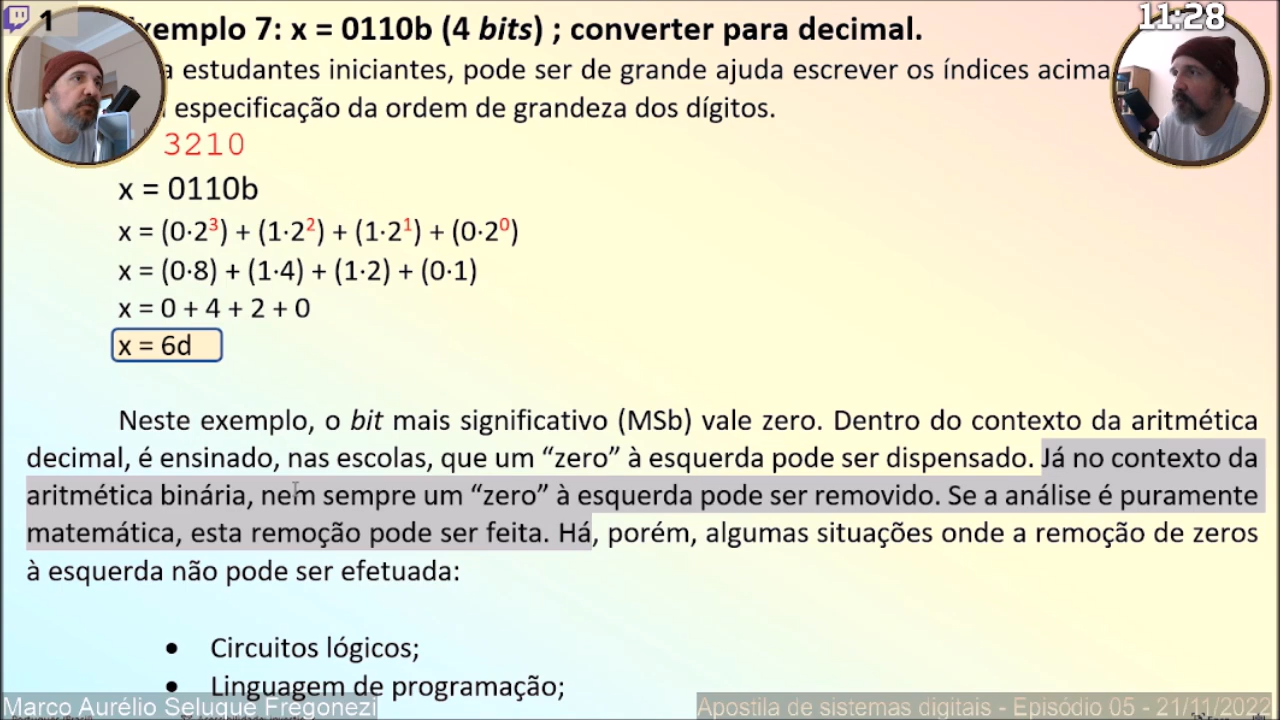 1
11:28
emplo 7: x = 0110b (4 bits) ; converter para decimal.
a estudantes iniciantes, pode ser de grande ajuda escrever os índices acima
especificação da ordem de grandeza dos dígitos.
3210
x = 0110b
x = (0·2³) + (1·2²) + (1·2¹) + (0·2⁰)
x = (0·8) + (1·4) + (1·2) + (0·1)
x = 0 + 4 + 2 + 0
x = 6d
Neste exemplo, o bit mais significativo (MSb) vale zero. Dentro do contexto da aritmética
decimal, é ensinado, nas escolas, que um “zero” à esquerda pode ser dispensado. Já no contexto da
aritmética binária, nem sempre um “zero” à esquerda pode ser removido. Se a análise é puramente
matemática, esta remoção pode ser feita. Há, porém, algumas situações onde a remoção de zeros
à esquerda não pode ser efetuada:
• Circuitos lógicos;
• Linguagem de programação;
Marco Aurélio Seluque Fregonezi
Apostila de sistemas digitais - Episódio 05 - 21/11/2022